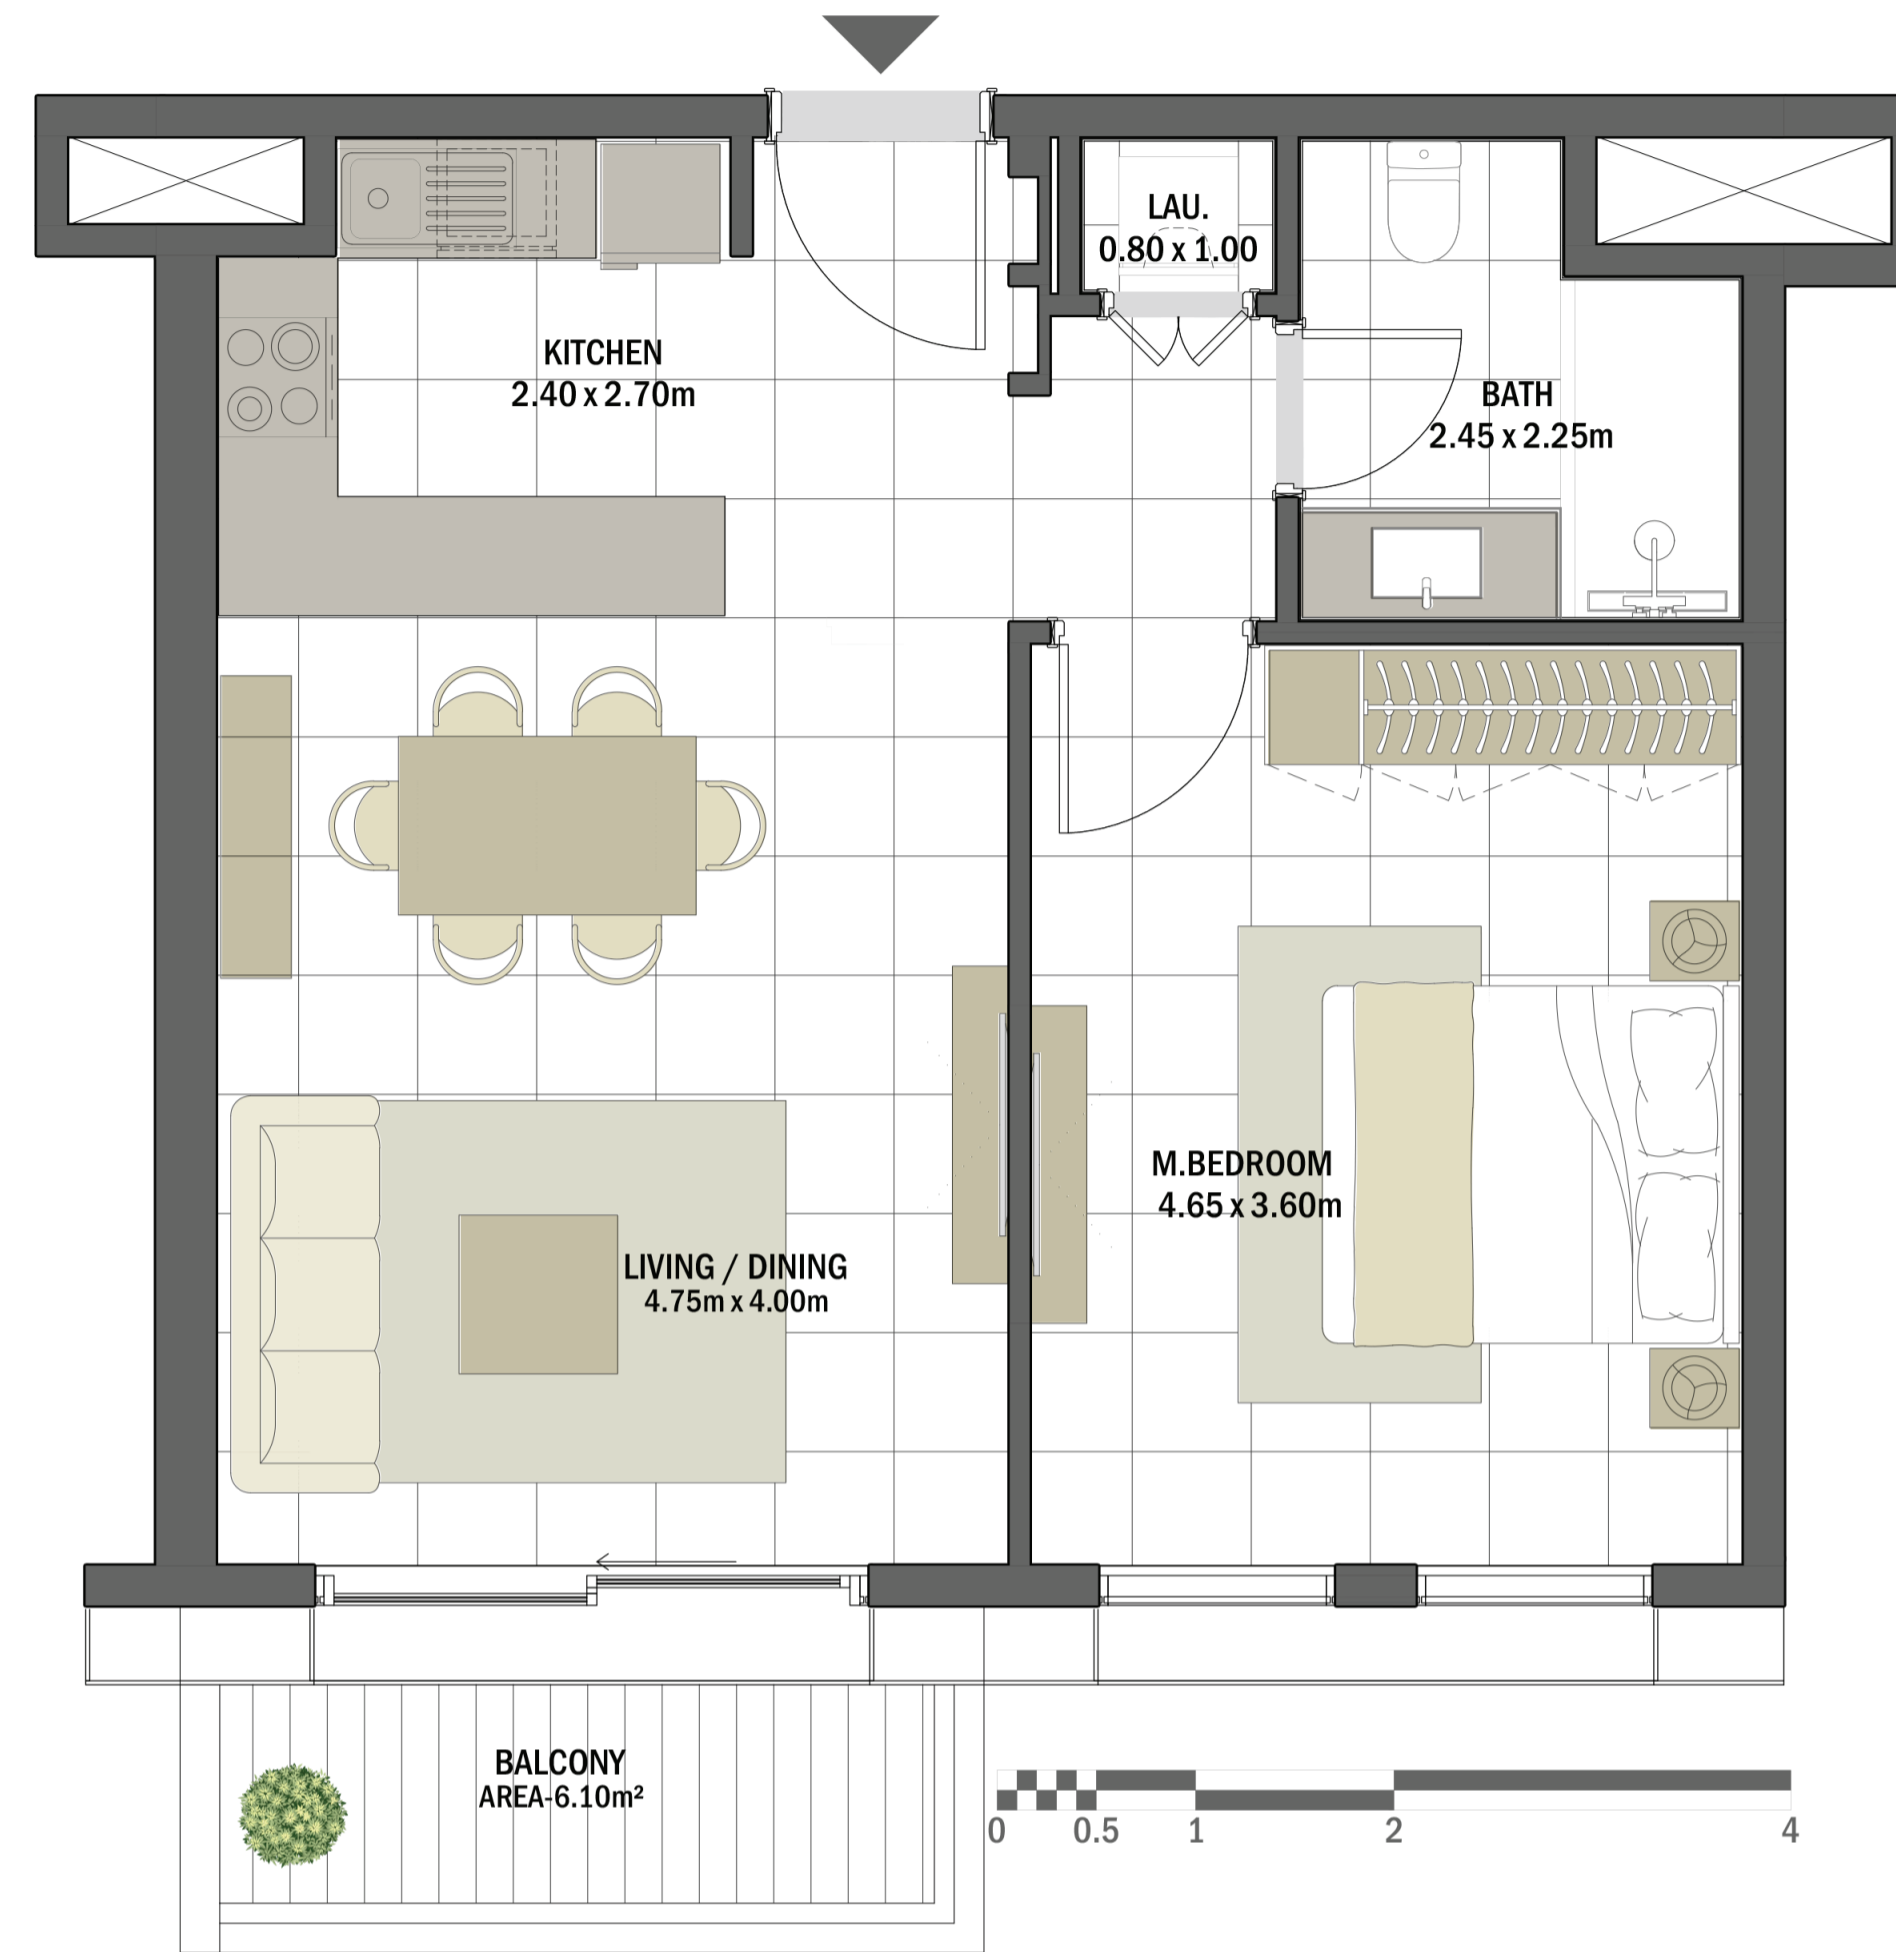 LAU.
0.80 x 1.00
KITCHEN
2.40 x 2.70m
BATH
2.45 x 2.25m
M.BEDROOM
4.65 x 3.60m
LIVING / DINING
4.75m x 4.00m
BALCONY
AREA-6.10m²
0 0.5 1 2 4